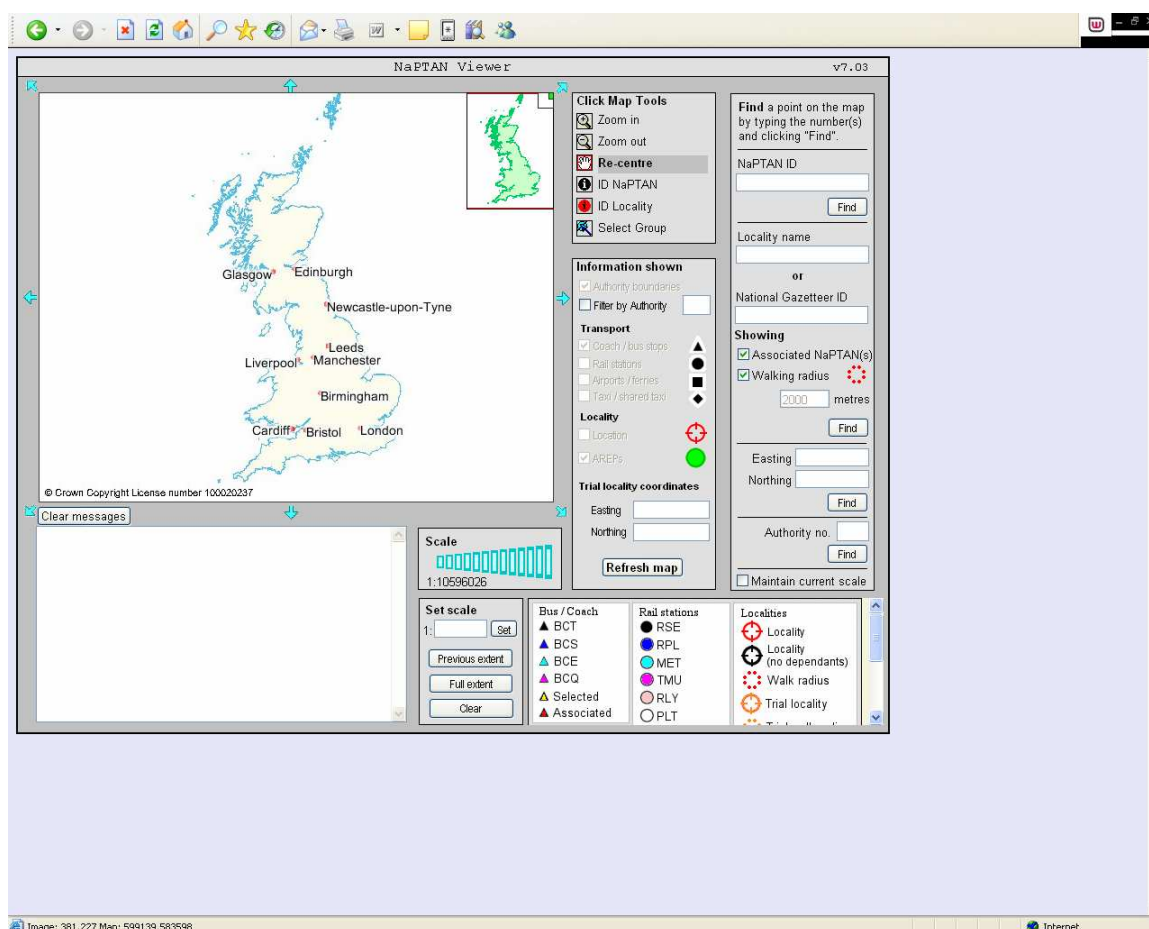 NaPTAN Viewer
v7.03
Glasgow
Edinburgh
Newcastle-upon-Tyne
Leeds
Liverpool
Manchester
Birmingham
Cardiff
Bristol
London
© Crown Copyright License number 100020237
Click Map Tools
Zoom in
Zoom out
Re-centre
ID NaPTAN
ID Locality
Select Group
Information shown
Authority boundaries
Filter by Authority
Transport
Coach / bus stops
Rail stations
Airports / ferries
Taxi / shared taxi
Locality
Location
AREPs
Trial locality coordinates
Easting
Northing
Refresh map
Find a point on the map
by typing the number(s)
and clicking "Find".
NaPTAN ID
Find
Locality name
or
National Gazetteer ID
Showing
Associated NaPTAN(s)
Walking radius
2000 metres
Find
Easting
Northing
Find
Authority no.
Find
Maintain current scale
Clear messages
Scale
1:10596026
Set scale
1: Set
Previous extent
Full extent
Clear
Bus / Coach
BCT
BCS
BCE
BCQ
Selected
Associated
Rail stations
RSE
RPL
MET
TMU
RLY
PLT
Localities
Locality
Locality
(no dependants)
Walk radius
Trial locality
Image: 381,227 Map: 599139,583598
Internet